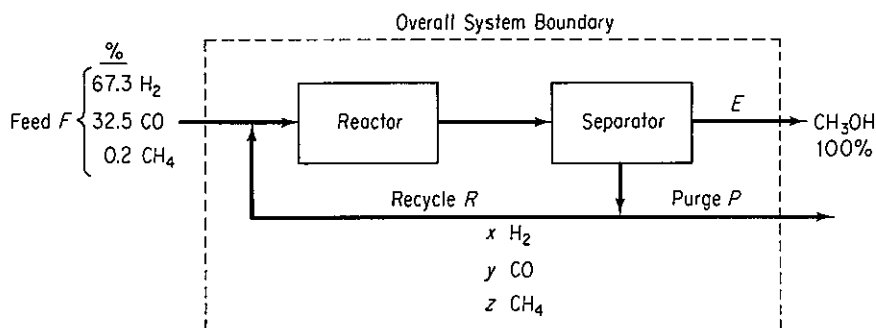 Overall System Boundary
%
67.3 H₂
Feed F
32.5 CO
0.2 CH₄
Reactor
Separator
E
CH₃OH
100%
Recycle R
Purge P
x H₂
y CO
z CH₄